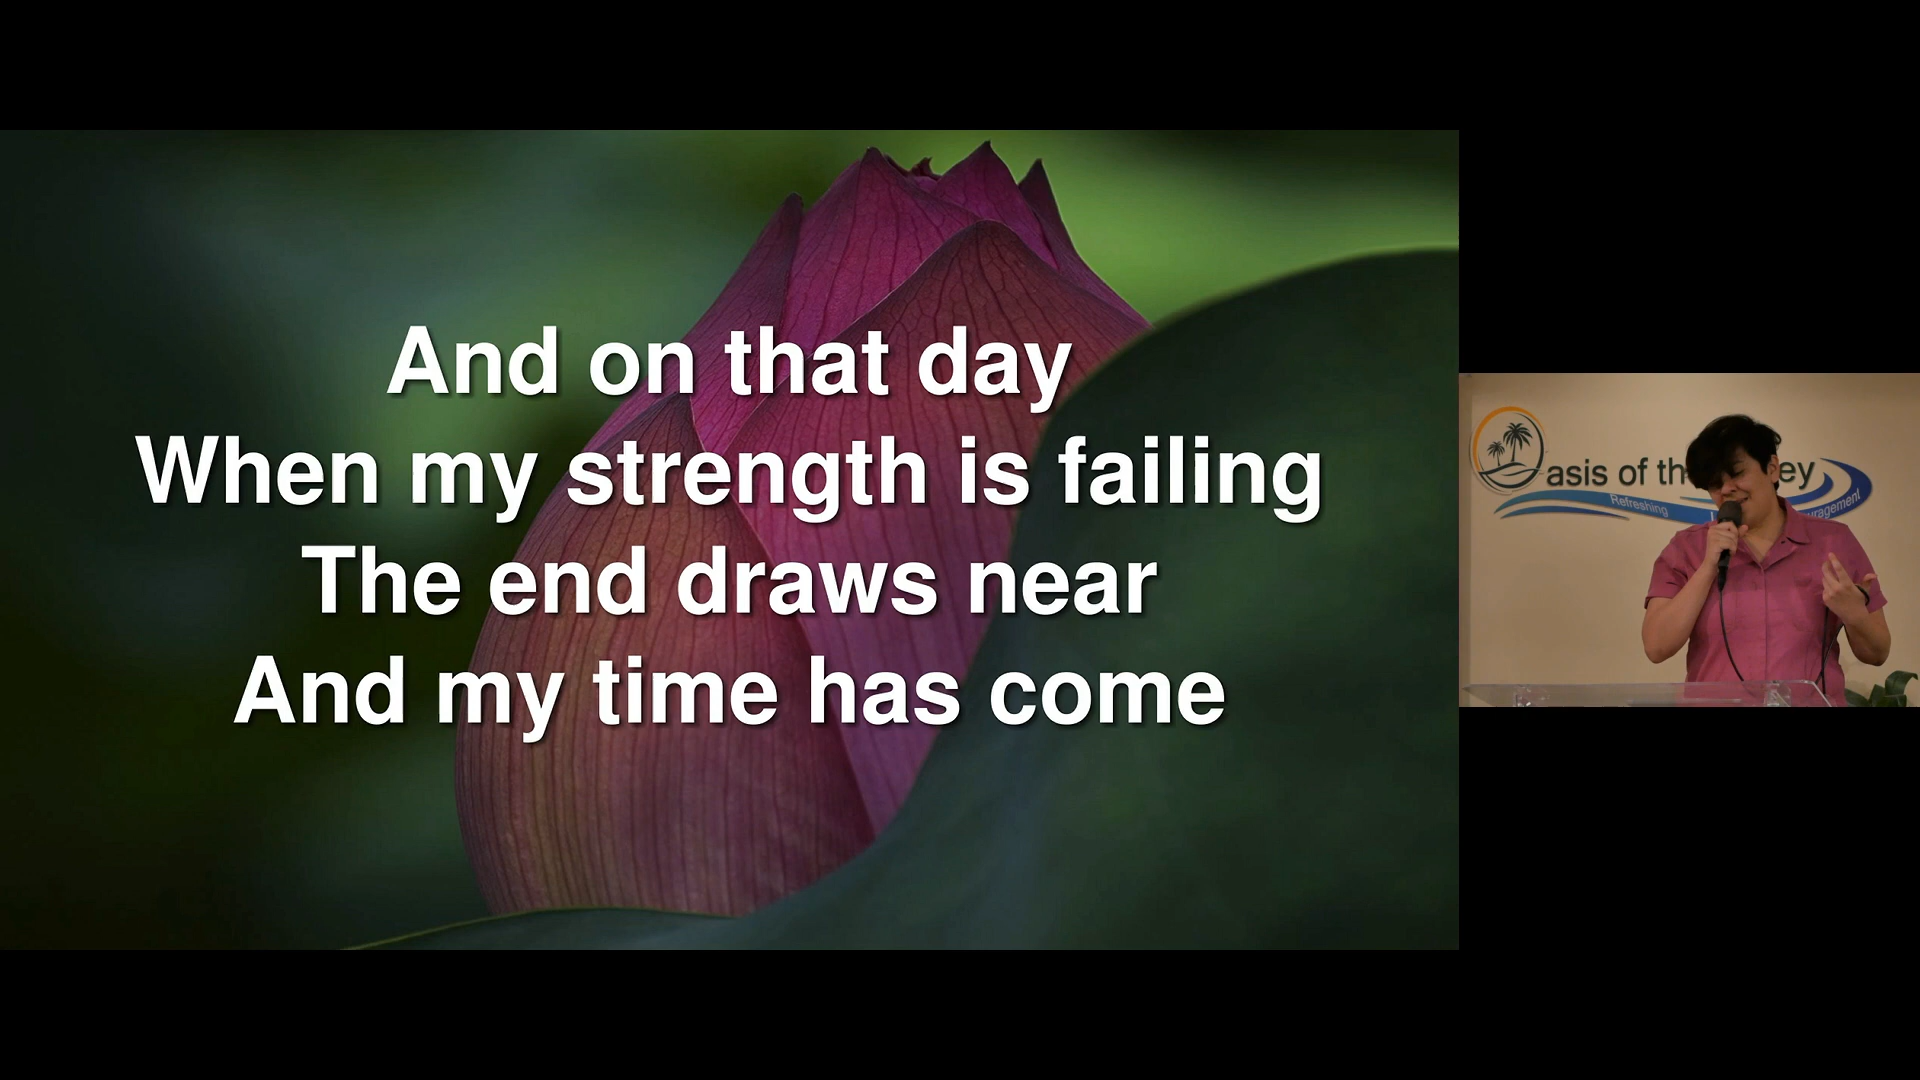 And on that day
When my strength is failing
The end draws near
And my time has come
asis of th ey
Refreshing
uragement